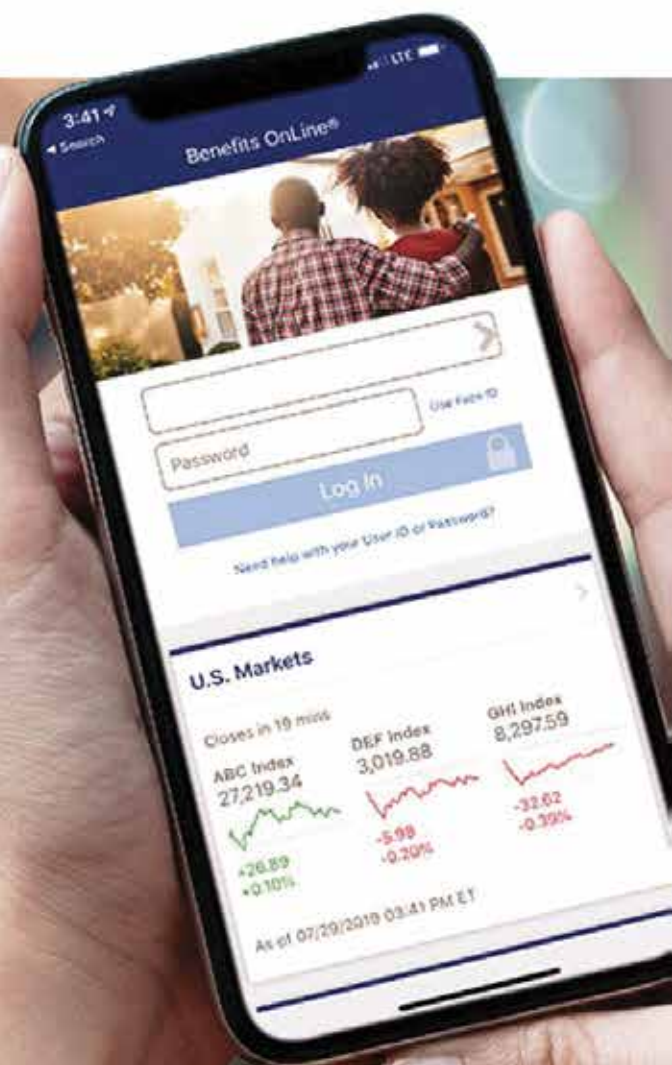 3:41
LTE
Search
Benefits OnLine®
Use Face ID
Password
Log In
Need help with your User ID or Password?
U.S. Markets
Closes in 19 mins
ABC Index
27,219.34
+26.89
+0.10%
DEF Index
3,019.88
-5.98
-0.20%
GHI Index
8,297.59
-32.62
-0.39%
As of 07/29/2019 03:41 PM ET